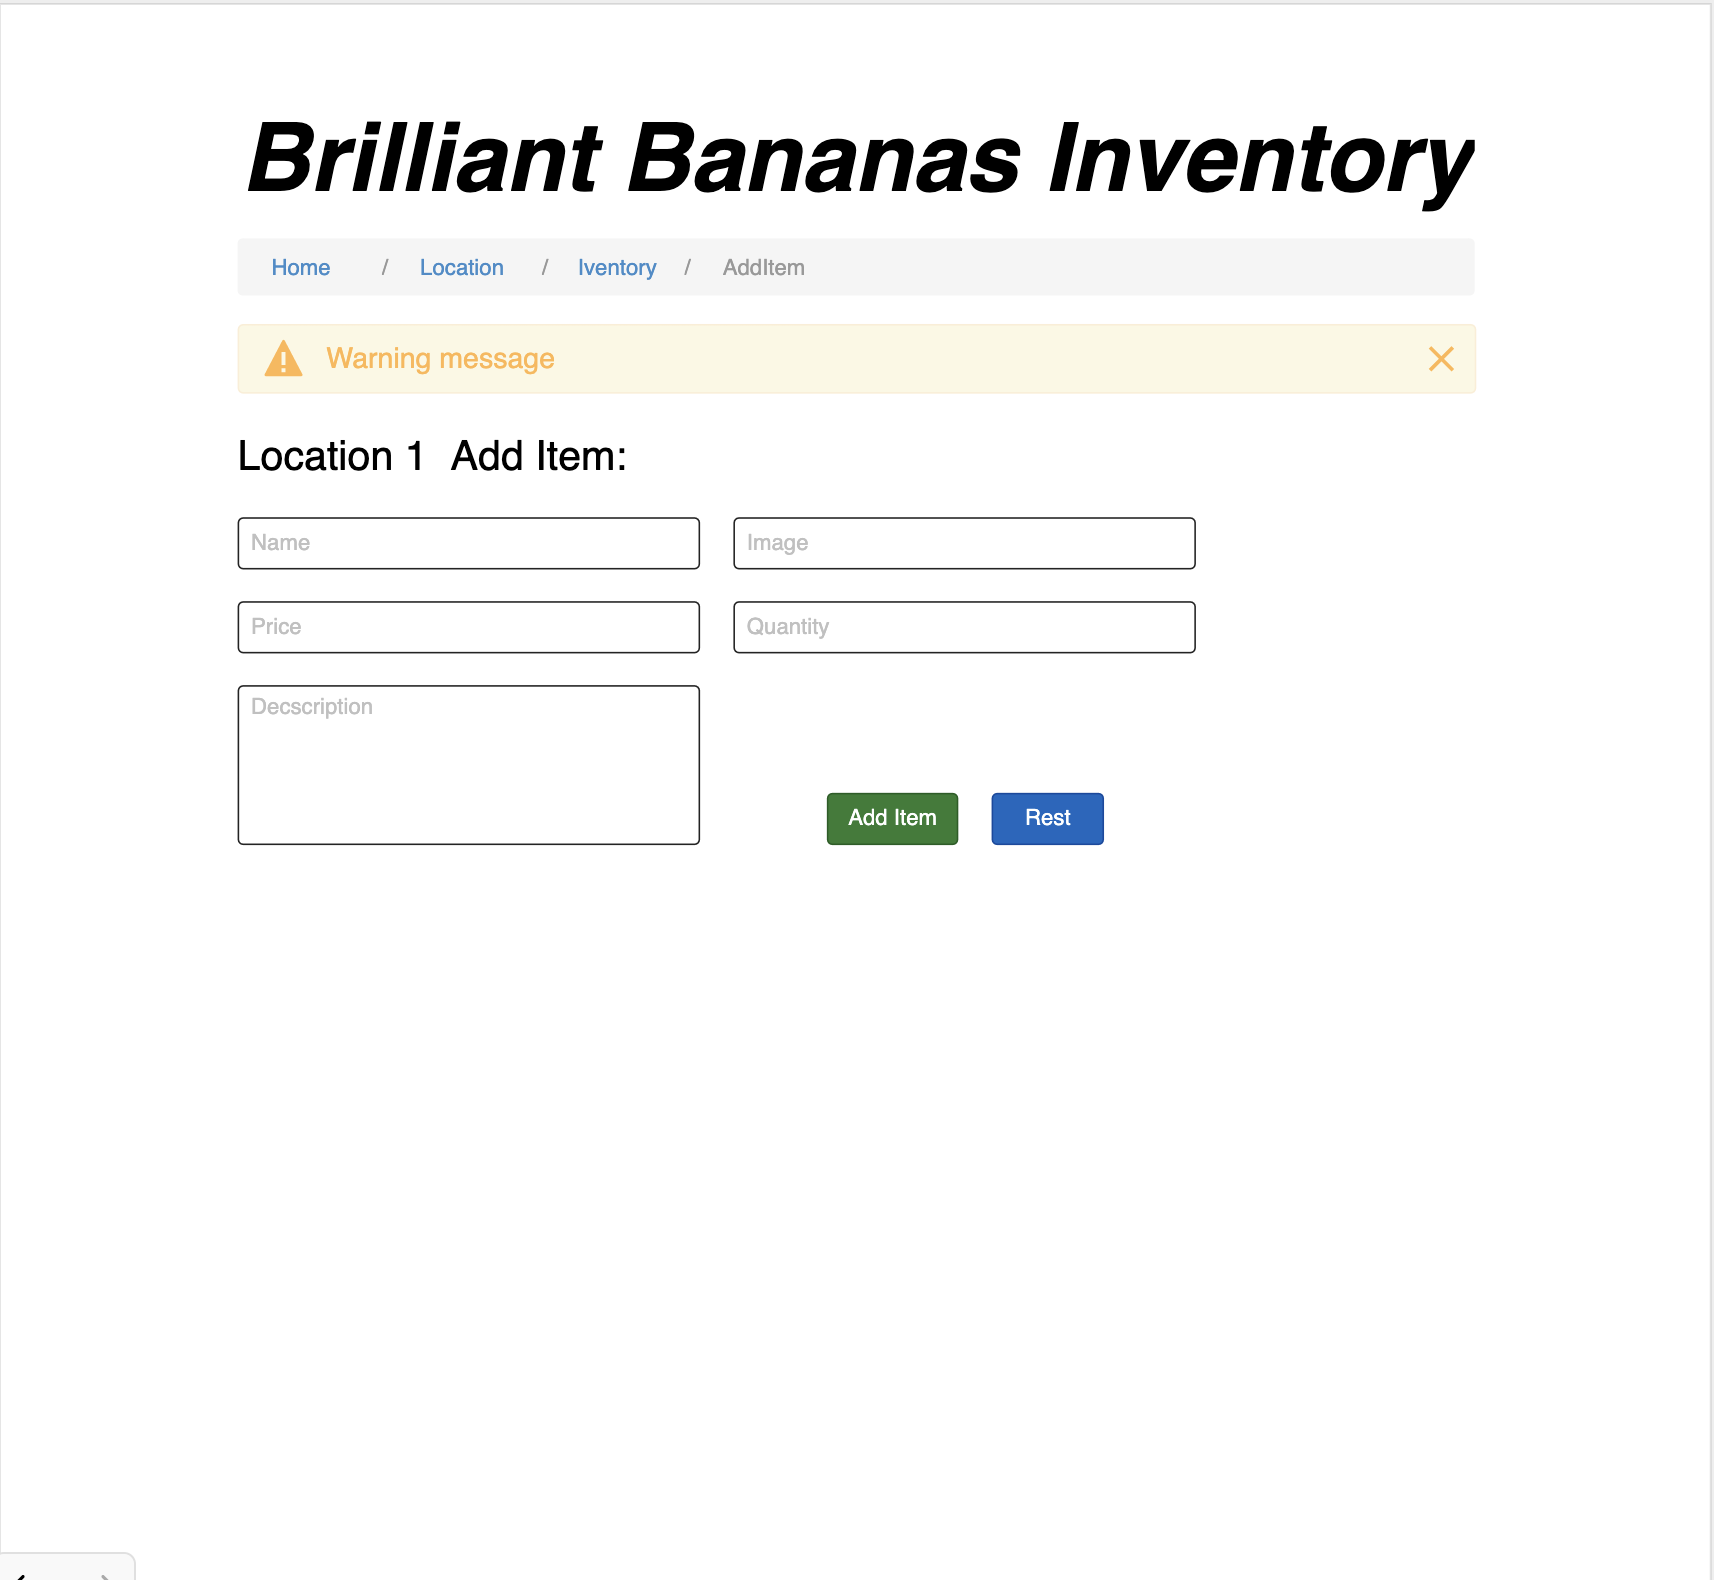 Brilliant Bananas Inventory
Home / Location / Iventory / AddItem
Warning message
Location 1 Add Item:
Name Image
Price Quantity
Decscription
Add Item Rest